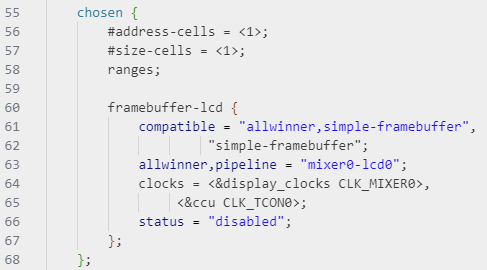 55 chosen {
56 #address-cells = <1>;
57 #size-cells = <1>;
58 ranges;
59
60 framebuffer-lcd {
61 compatible = "allwinner,simple-framebuffer",
62 "simple-framebuffer";
63 allwinner,pipeline = "mixer0-lcd0";
64 clocks = <&display_clocks CLK_MIXER0>,
65 <&ccu CLK_TCON0>;
66 status = "disabled";
67 };
68 };